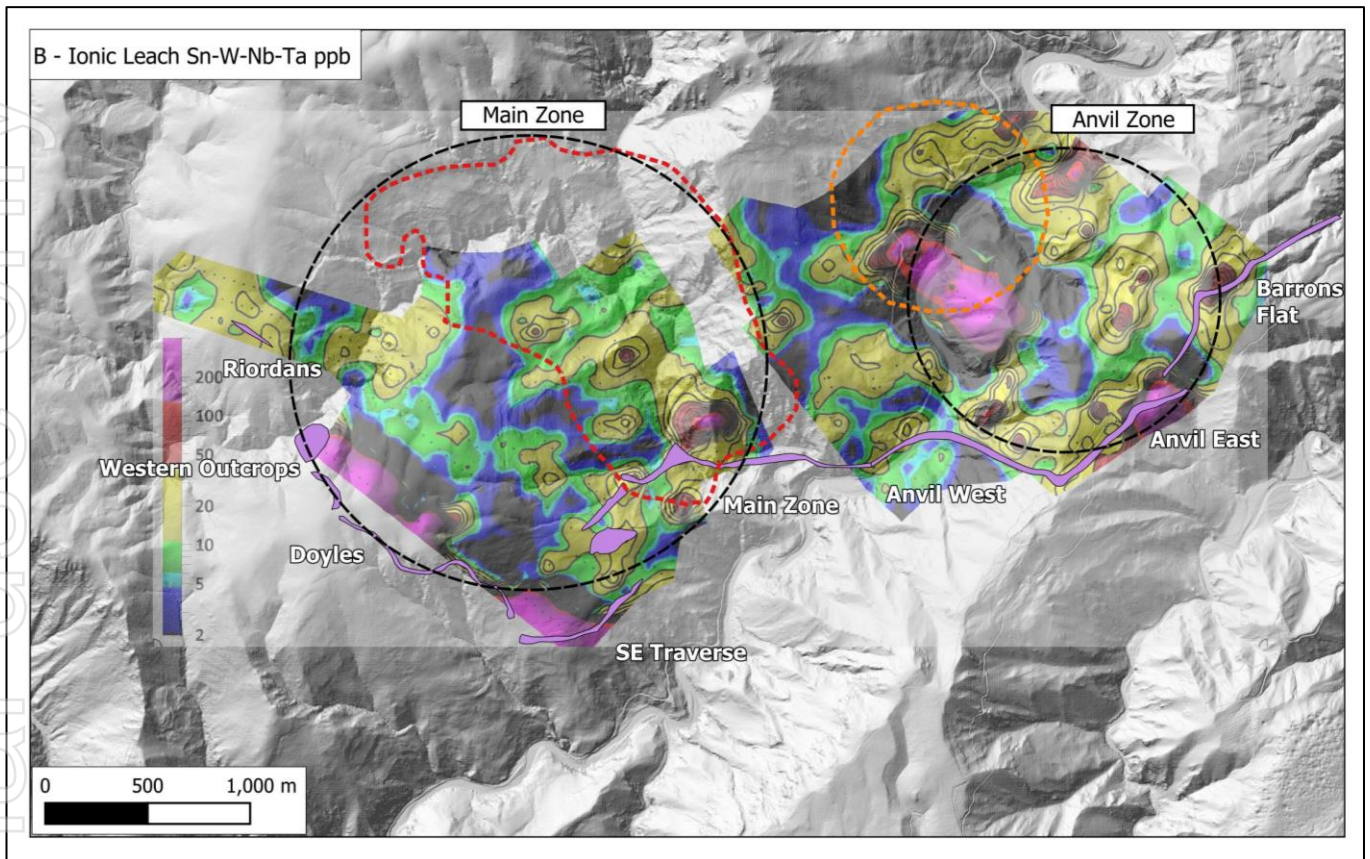 B - Ionic Leach Sn-W-Nb-Ta ppb
Main Zone
Anvil Zone
Barrons
Flat
Riordans
200
100
50
Western Outcrops
Anvil East
20
Anvil West
Main Zone
10
Doyles
5
2
SE Traverse
0 500 1,000 m